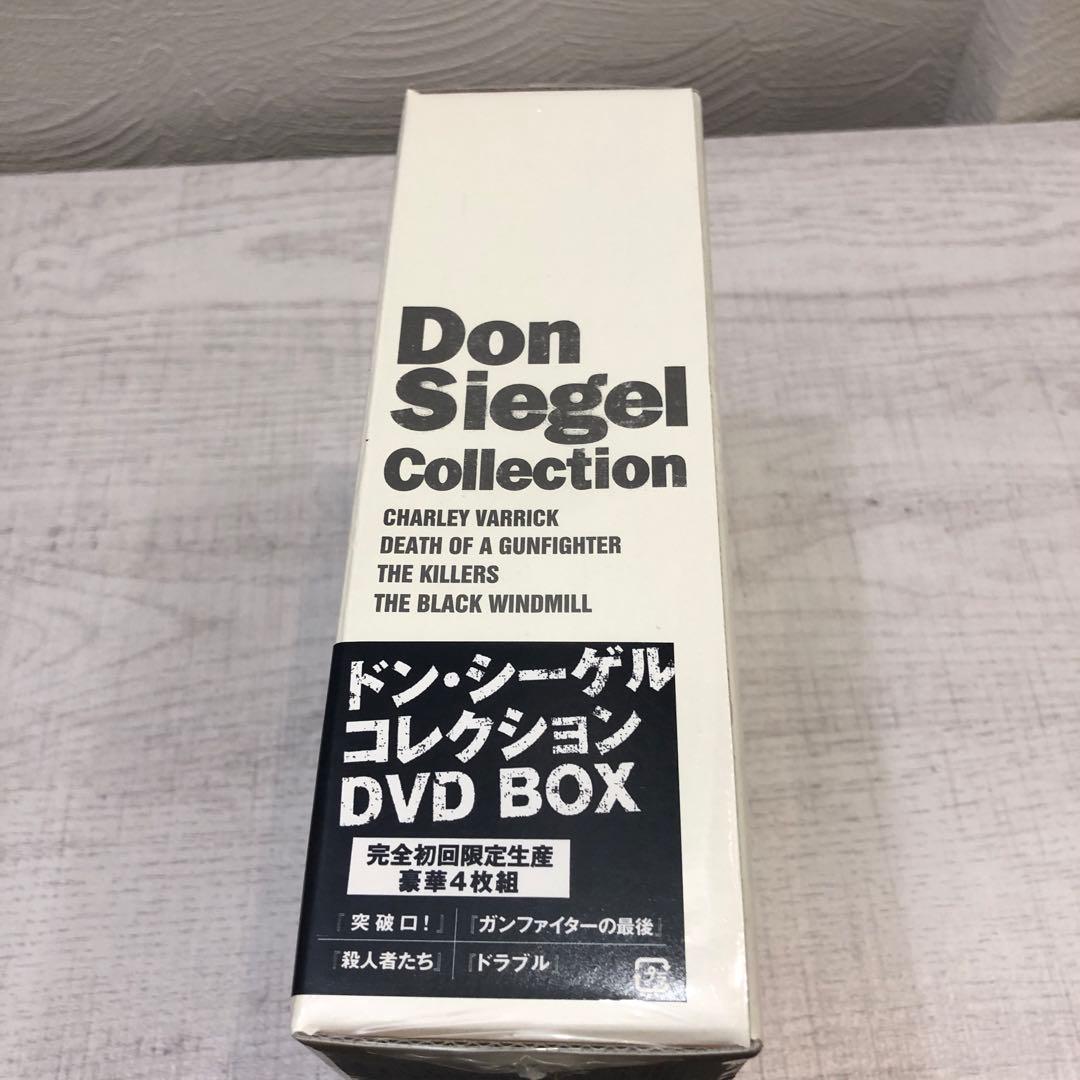 Don
Siegel
Collection
CHARLEY VARRICK
DEATH OF A GUNFIGHTER
THE KILLERS
THE BLACK WINDMILL
ドン・シーゲル
コレクション
DVD BOX
完全初回限定生産
豪華4枚組
『突破口!』 『ガンファイターの最後』
『殺人者たち』 『ドラブル』
プラ